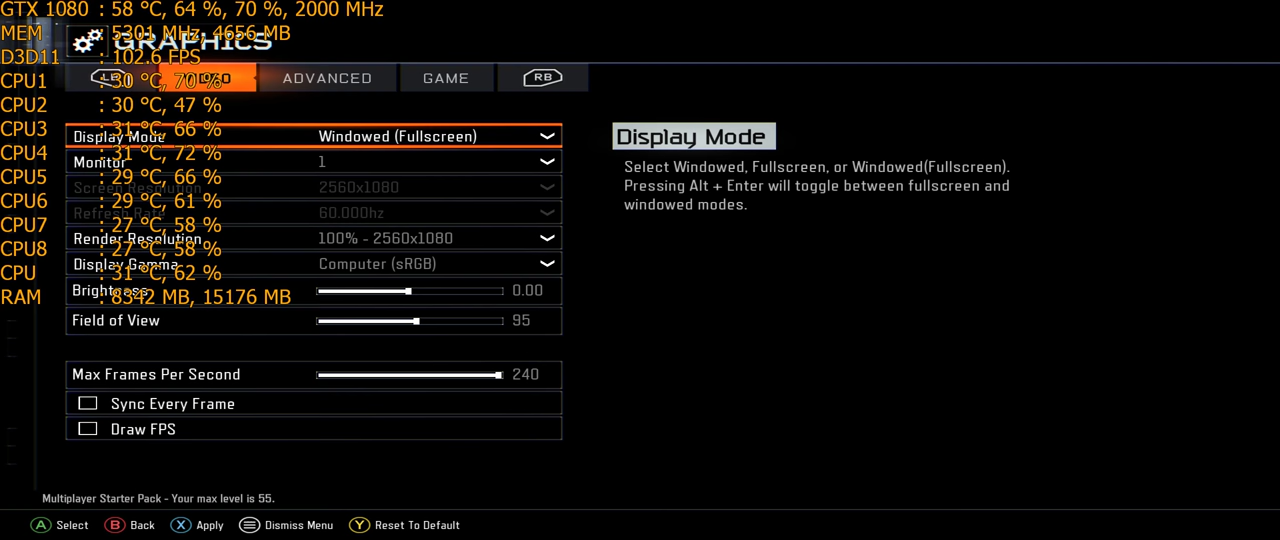 GTX 1080 : 58 °C, 64 %, 70 %, 2000 MHz
MEM : 5301 MHz, 4656 MB
GRAPHICS
D3D11 : 102.6 FPS
LB
ADVANCED
GAME
RB
CPU1 : 30 °C, 70 %
CPU2 : 30 °C, 47 %
CPU3 : 31 °C, 66 %
Display Mode Windowed (Fullscreen)
CPU4 : 31 °C, 72 %
Monitor 1
CPU5 : 29 °C, 66 %
Screen Resolution 2560x1080
CPU6 : 29 °C, 61 %
Refresh Rate 60.000hz
CPU7 : 27 °C, 58 %
Render Resolution 100% - 2560x1080
CPU8 : 27 °C, 58 %
Display Gamma Computer (sRGB)
CPU : 31 °C, 62 %
Brightness 0.00
RAM : 8342 MB, 15176 MB
Field of View 95
Max Frames Per Second 240
Sync Every Frame
Draw FPS
Display Mode
Select Windowed, Fullscreen, or Windowed(Fullscreen).
Pressing Alt + Enter will toggle between fullscreen and
windowed modes.
Multiplayer Starter Pack - Your max level is 55.
A Select B Back X Apply Dismiss Menu Y Reset To Default